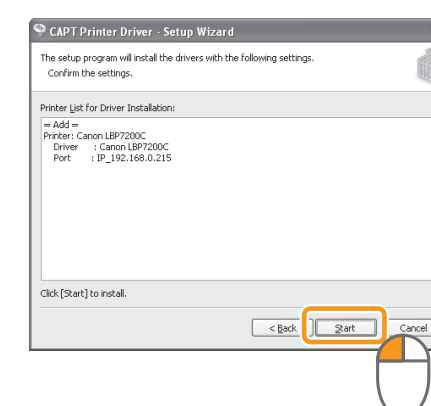 CAPT Printer Driver - Setup Wizard
The setup program will install the drivers with the following settings.
Confirm the settings.
Printer List for Driver Installation:
= Add =
Printer: Canon LBP7200C
Driver : Canon LBP7200C
Port : IP_192.168.0.215
Click [Start] to install.
< Back Start Cancel